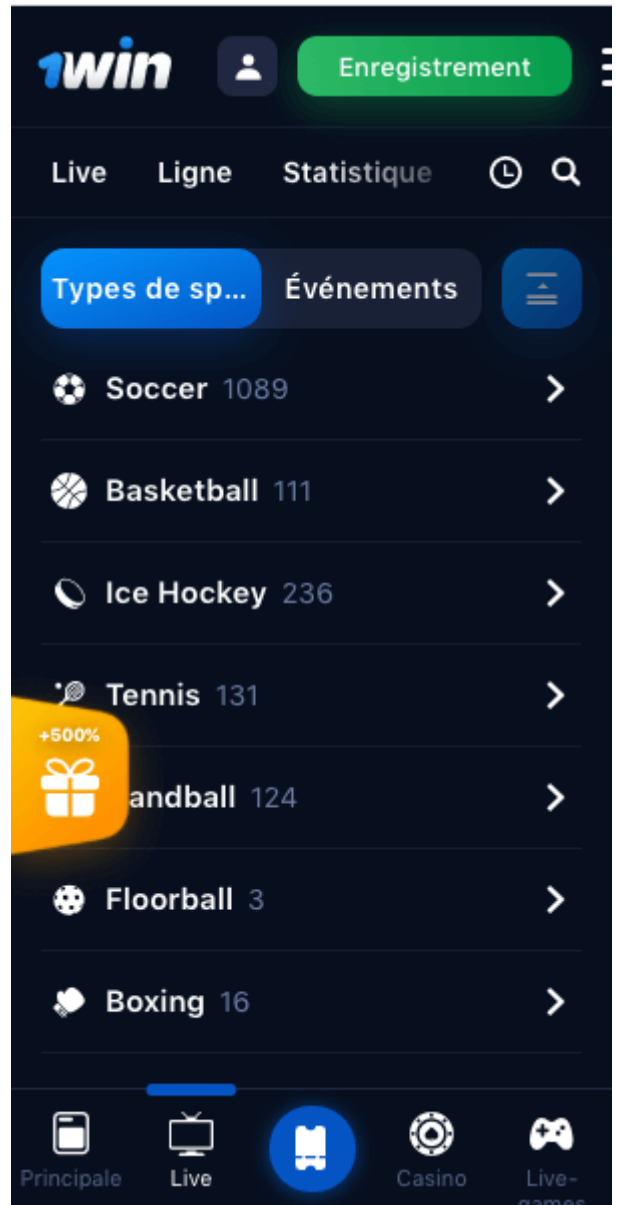 1win Enregistrement
Live Ligne Statistique
Types de sp... Événements
Soccer 1089
Basketball 111
Ice Hockey 236
Tennis 131
+500%
andball 124
Floorball 3
Boxing 16
Principale Live Casino Live-
games